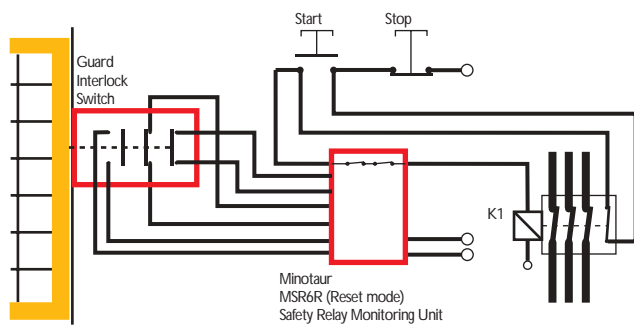 Start
Stop
Guard
Interlock
Switch
K1
Minotaur
MSR6R (Reset mode)
Safety Relay Monitoring Unit